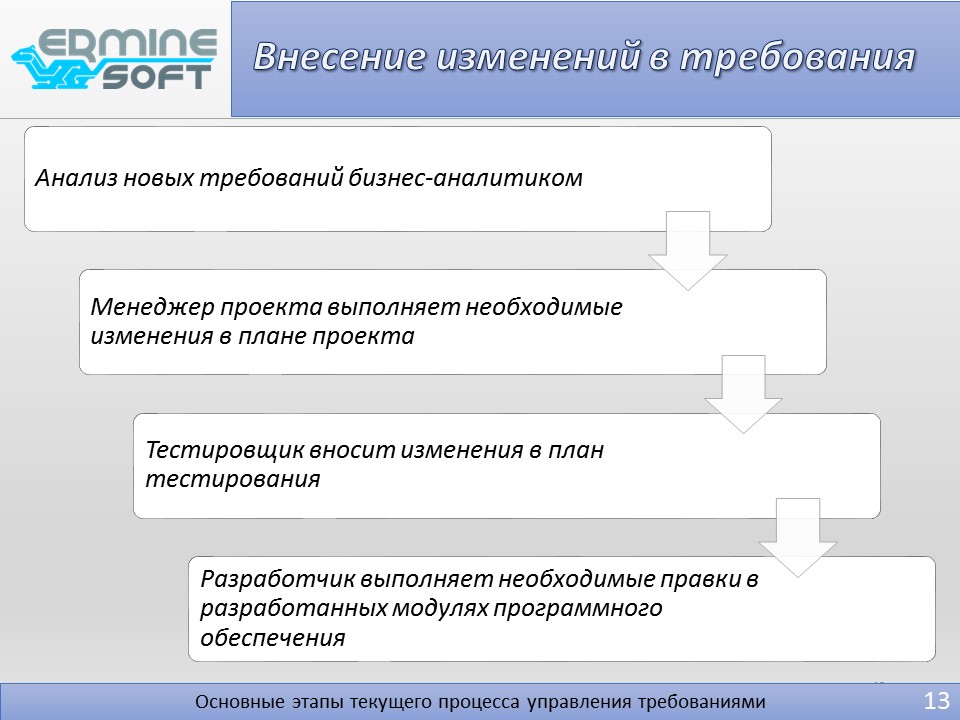 ERMINE
SOFT
Внесение изменений в требования
Анализ новых требований бизнес-аналитиком
Менеджер проекта выполняет необходимые
изменения в плане проекта
Тестировщик вносит изменения в план
тестирования
Разработчик выполняет необходимые правки в
разработанных модулях программного
обеспечения
Основные этапы текущего процесса управления требованиями
13